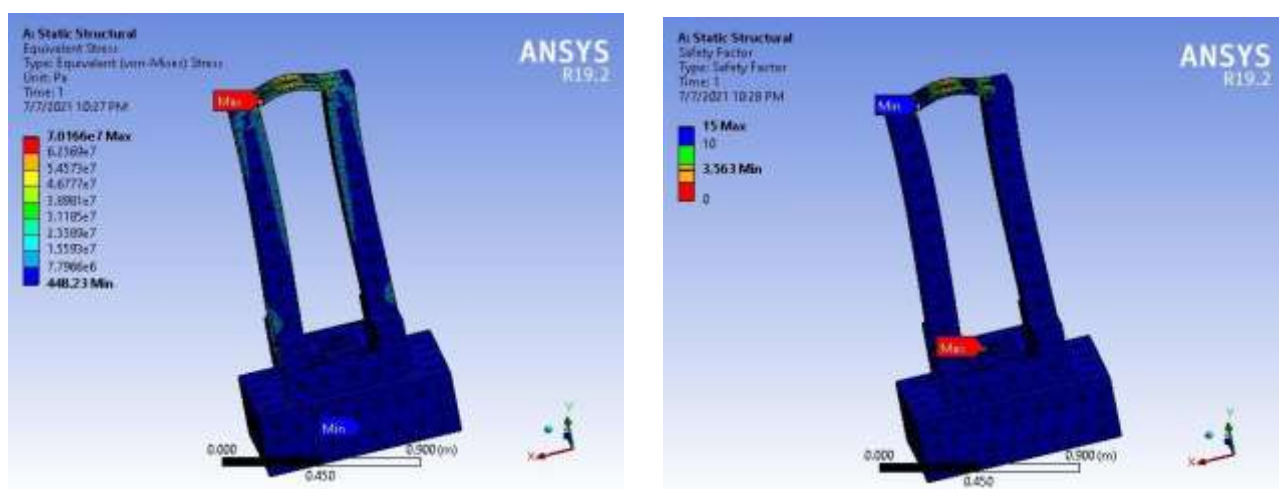 A: Static Structural
Equivalent Stress
Type: Equivalent (von-Mises) Stress
Unit: Pa
Time: 1
7/7/2021 10:27 PM
ANSYS
R19.2
Max
7.0166e7 Max
6.2369e7
5.4573e7
4.6777e7
3.8981e7
3.1185e7
2.3389e7
1.5593e7
7.7966e6
448.23 Min
Min
0.000
0.900 (m)
0.450
Y
X
A: Static Structural
Safety Factor
Type: Safety Factor
Time: 1
7/7/2021 10:28 PM
ANSYS
R19.2
Min
15 Max
10
3.563 Min
0
Max
0.000
0.900 (m)
0.450
Y
X